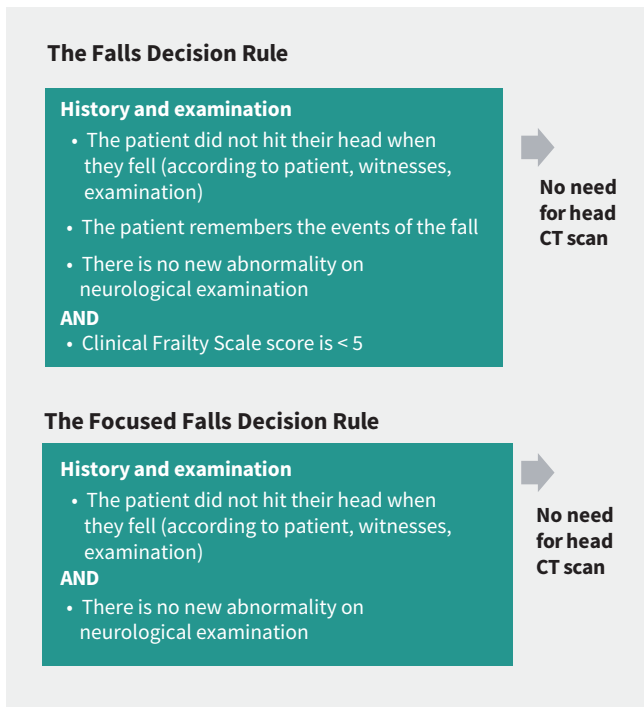 The Falls Decision Rule
History and examination
• The patient did not hit their head when
they fell (according to patient, witnesses,
examination)
• The patient remembers the events of the fall
• There is no new abnormality on
neurological examination
AND
• Clinical Frailty Scale score is < 5
No need
for head
CT scan
The Focused Falls Decision Rule
History and examination
• The patient did not hit their head when
they fell (according to patient, witnesses,
examination)
AND
• There is no new abnormality on
neurological examination
No need
for head
CT scan